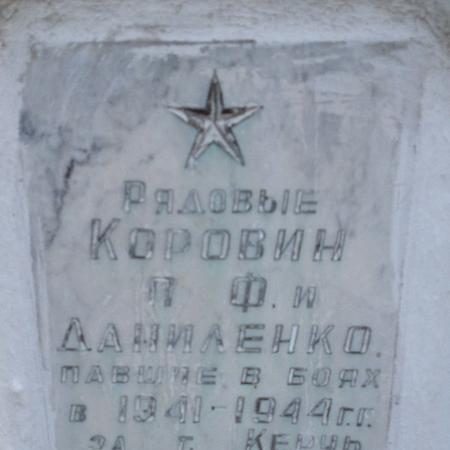 Рядовые
Коровин
П Ф. и
Даниленко.
павшие в боях
в 1941-1944 г.г.
за г. Керчь